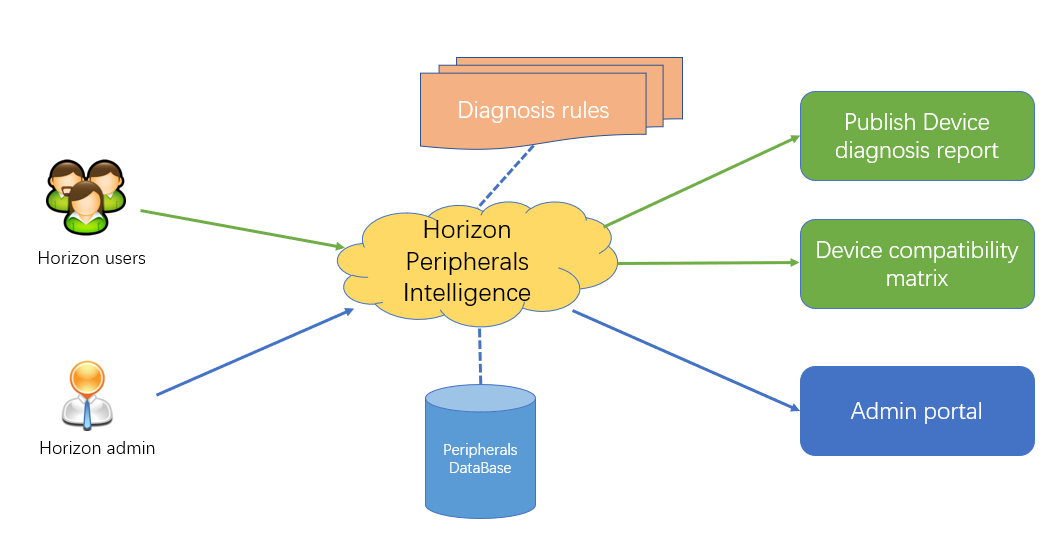 Diagnosis rules
Publish Device
diagnosis report
Horizon users
Horizon
Peripherals
Intelligence
Device compatibility
matrix
Horizon admin
Peripherals
DataBase
Admin portal